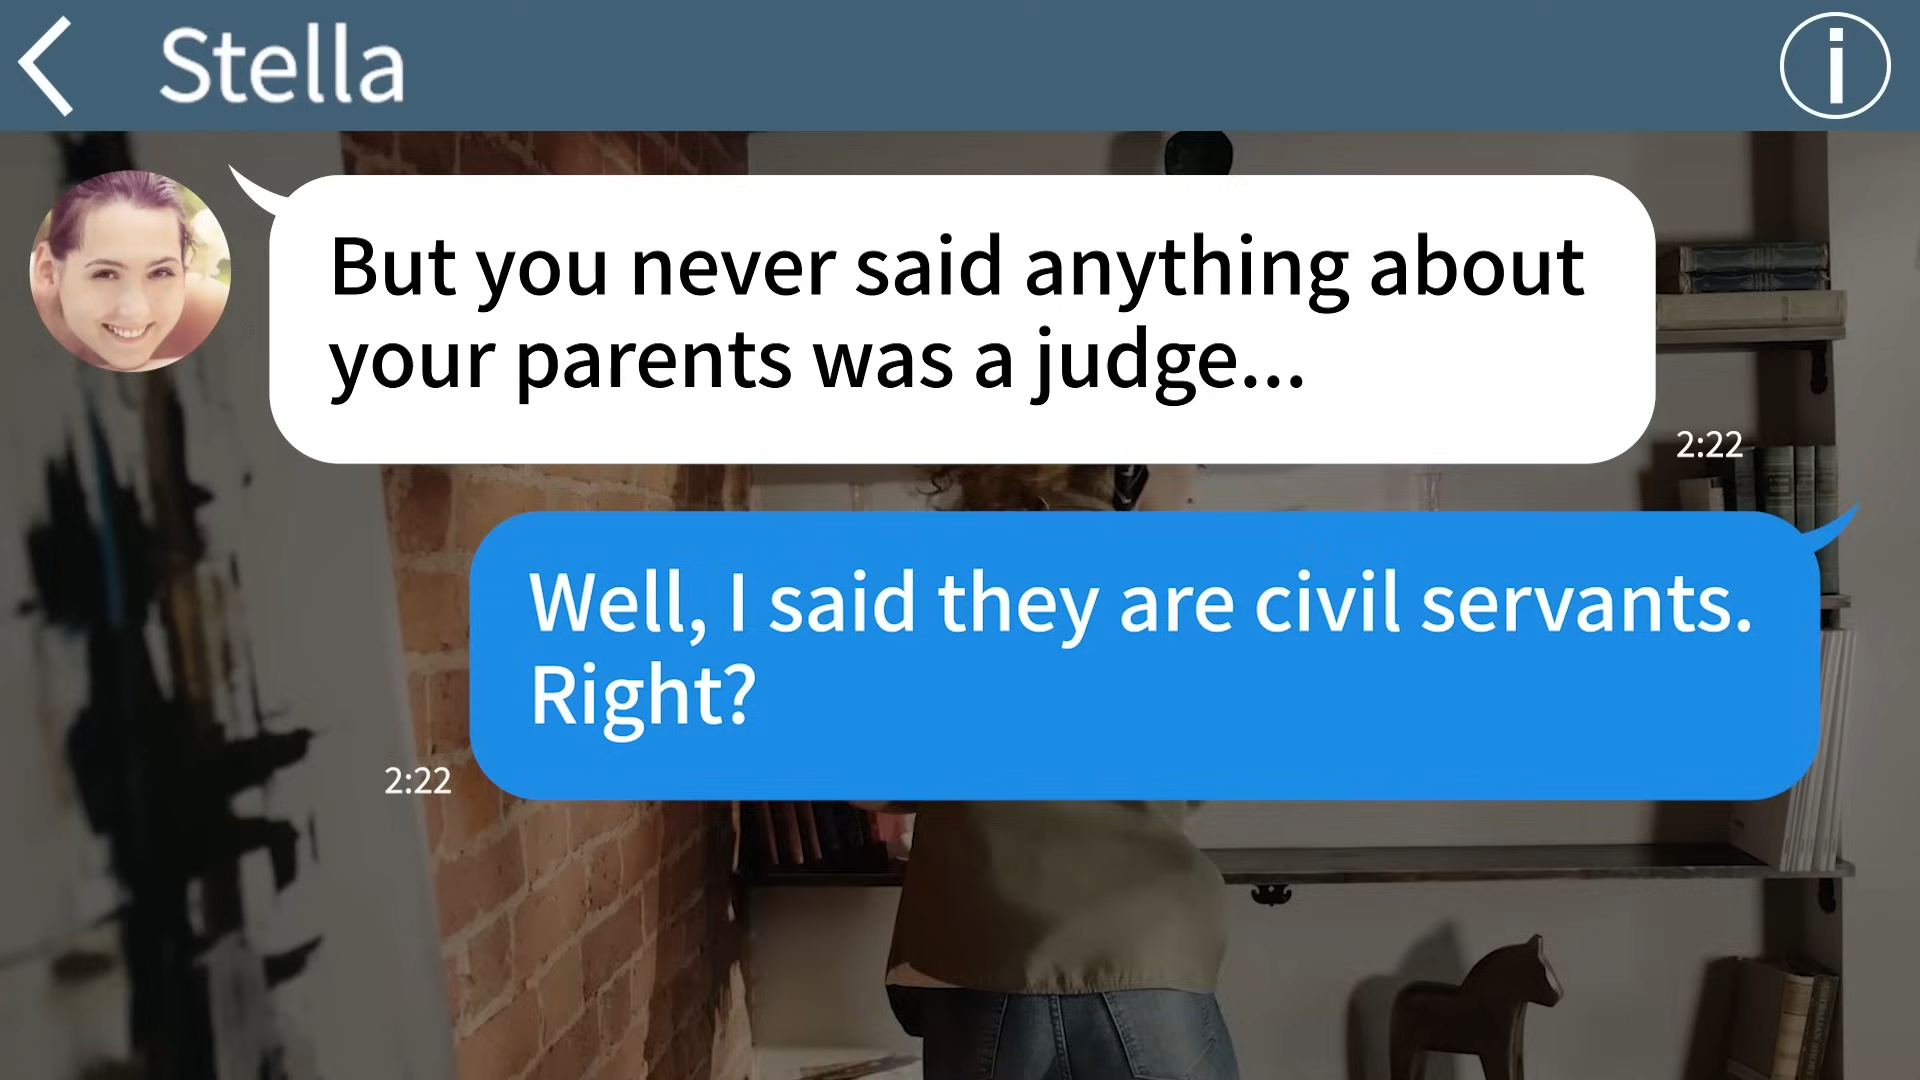 Stella
But you never said anything about
your parents was a judge...
2:22
Well, I said they are civil servants.
Right?
2:22